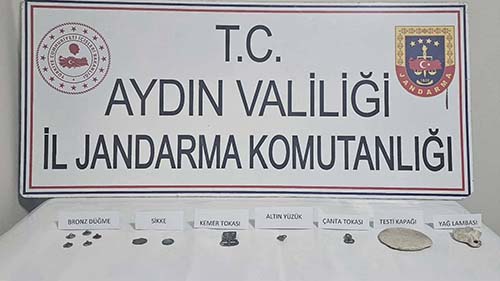 T.C.
AYDIN VALİLİĞİ
İL JANDARMA KOMUTANLIĞI
JANDARMA
BRONZ DÜĞME
SİKKE
KEMER TOKASI
ALTIN YÜZÜK
ÇANTA TOKASI
TESTİ KAPAĞI
YAĞ LAMBASI